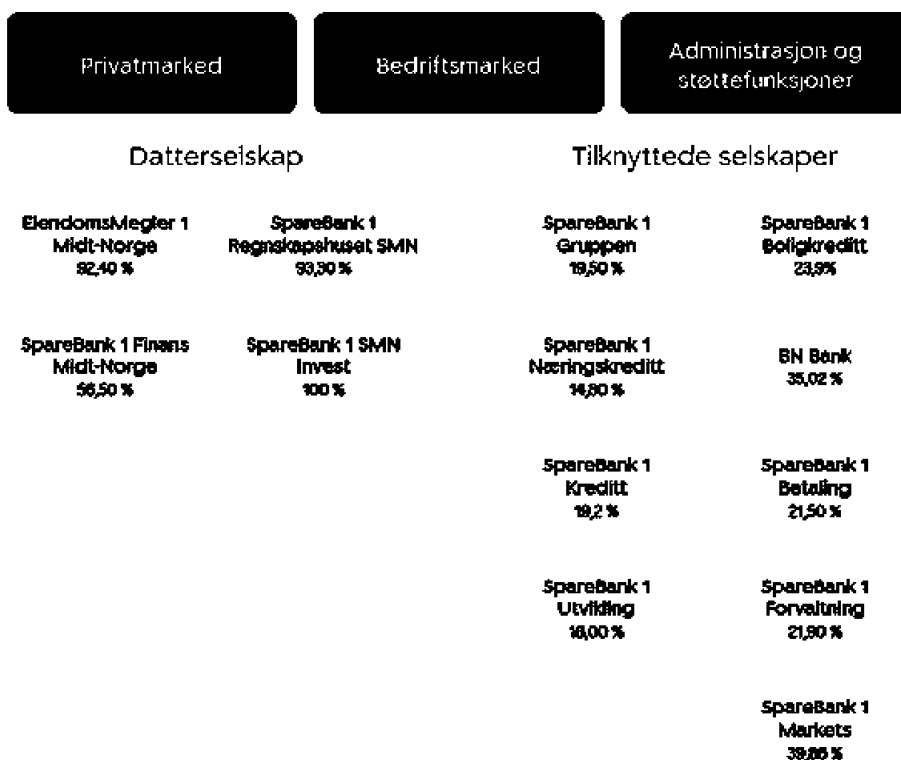 Privatmarked
Bedriftsmarked
Administrasjon og
støttefunksjoner
Datterselskap
Tilknyttede selskaper
EiendomsMegler 1
Midt-Norge
92,40 %
SpareBank 1
Regnskapshuset SMN
93,30 %
SpareBank 1
Gruppen
19,50 %
SpareBank 1
Boligkreditt
23,9%
SpareBank 1 Finans
Midt-Norge
56,50 %
SpareBank 1 SMN
Invest
100 %
SpareBank 1
Næringskreditt
14,80 %
BN Bank
35,02 %
SpareBank 1
Kreditt
19,2 %
SpareBank 1
Betaling
21,50 %
SpareBank 1
Utvikling
18,00 %
SpareBank 1
Forvaltning
21,90 %
SpareBank 1
Markets